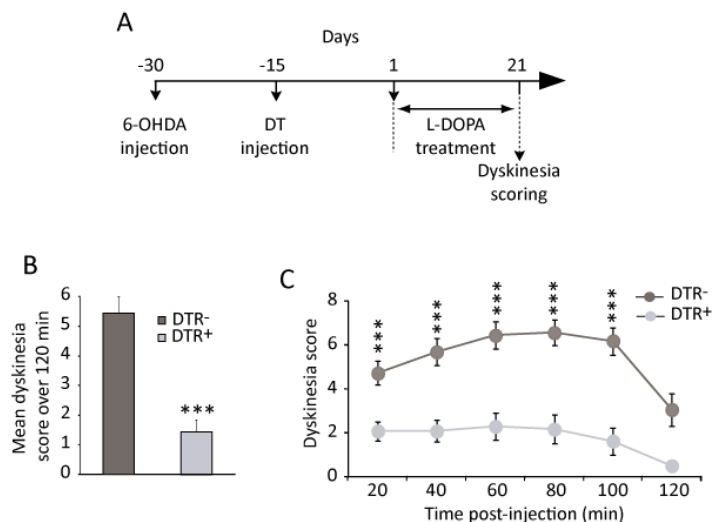 A
Days
-30 -15 1 21
6-OHDA
injection
DT
injection
L-DOPA
treatment
Dyskinesia
scoring
B
Mean dyskinesia
score over 120 min
6
5
4
3
2
1
0
DTR-
DTR+
***
C
Dyskinesia score
8
6
4
2
0
***
***
***
***
***
DTR-
DTR+
20 40 60 80 100 120
Time post-injection (min)